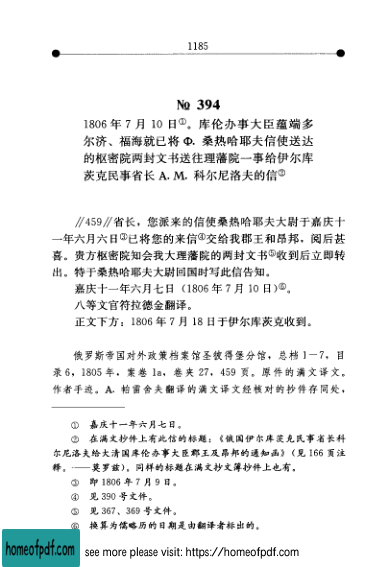 1185
№ 394
1806 年 7 月 10 日①。库伦办事大臣蕴端多
尔济、福海就已将 Ф. 桑热哈耶夫信使送达
的枢密院两封文书送往理藩院一事给伊尔库
茨克民事省长 A. M. 科尔尼洛夫的信②
∥459∥省长，您派来的信使桑热哈耶夫大尉于嘉庆十
一年六月六日③已将您的来信④交给我郡王和昂邦，阅后甚
喜。贵方枢密院知会我大理藩院的两封文书⑤收到后立即转
出。特于桑热哈耶夫大尉回国时写此信告知。
嘉庆十一年六月七日（1806 年 7 月 10 日）⑥。
八等文官符拉德金翻译。
正文下方：1806 年 7 月 18 日于伊尔库茨克收到。
俄罗斯帝国对外政策档案馆圣彼得堡分馆，总档 1—7，目
录 6，1805 年，案卷 1a，卷夹 27，459 页。原件的满文译文。
作者手迹。A. 帕雷舍夫翻译的满文译文经核对的抄件存同处，
① 嘉庆十一年六月七日。
② 在满文抄件上有此信的标题：《俄国伊尔库茨克民事省长科
尔尼洛夫给大清国库伦办事大臣郡王及昂邦的通知函》（见 166 页注
释。——莫罗兹）。同样的标题在满文抄文薄抄件上也有。
③ 即 1806 年 7 月 9 日。
④ 见 390 号文件。
⑤ 见 367、369 号文件。
⑥ 换算为儒略历的日期是由翻译者标出的。
homeofpdf.com
see more please visit: https://homeofpdf.com